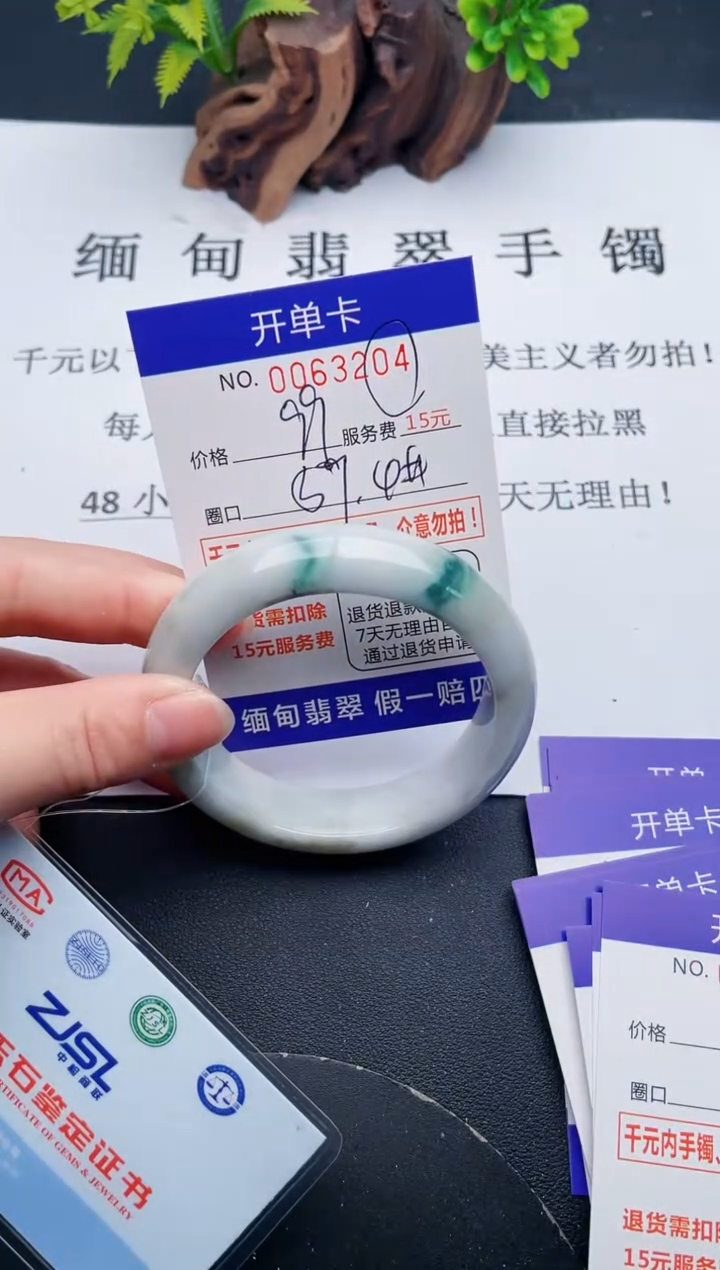 缅甸翡翠手镯
千元以
美主义者勿拍！
每
直接拉黑
48 小
天无理由！
开单卡
NO. 0063204
价格 99 服务费 15元
圈口 57.4
介意勿拍！
货需扣除
15元服务费
退货退款
7天无理由
通过退货申请
缅甸翡翠 假一赔四
MA
证实验室
ZJSL
中检商联
玉石鉴定证书
CERTIFICATE OF GEMS & JEWELRY
开单卡
单卡
NO.
价格
圈口
千元内手镯
退货需扣
15元服务